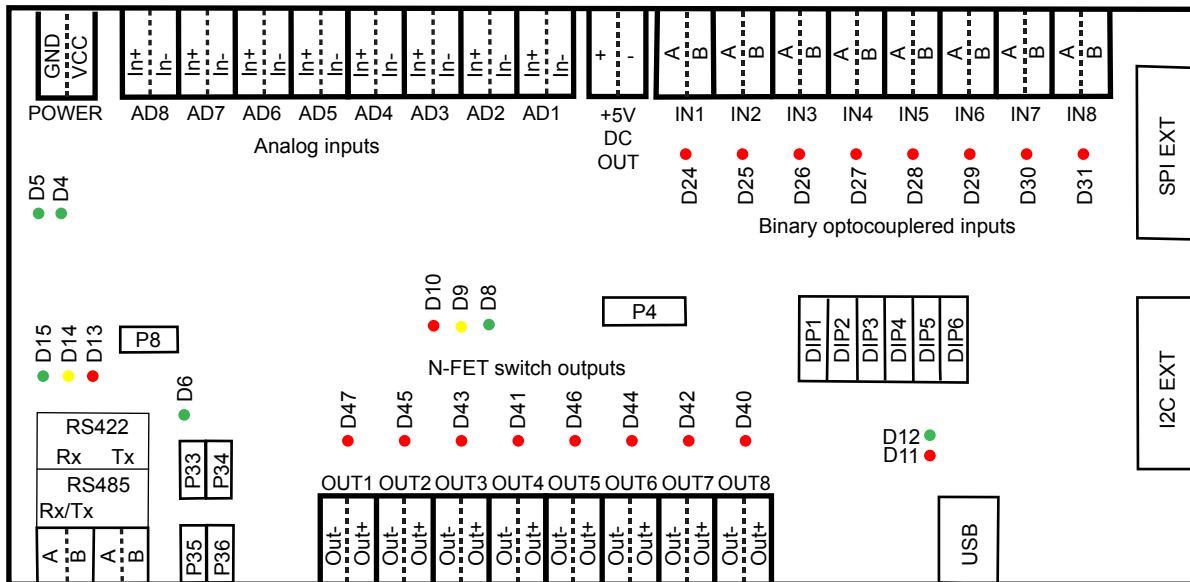 GND VCC In+ In- In+ In- In+ In- In+ In- In+ In- In+ In- In+ In- In+ In- + - A B A B A B A B A B A B A B A B
POWER AD8 AD7 AD6 AD5 AD4 AD3 AD2 AD1 +5V IN1 IN2 IN3 IN4 IN5 IN6 IN7 IN8
DC
OUT
Analog inputs
SPI EXT
D5 D4
D24 D25 D26 D27 D28 D29 D30 D31
Binary optocouplered inputs
D10 D9 D8
P4
DIP1 DIP2 DIP3 DIP4 DIP5 DIP6
I2C EXT
D15 D14 D13
P8
N-FET switch outputs
D6
D47 D45 D43 D41 D46 D44 D42 D40
RS422
Rx Tx
RS485
Rx/Tx
A B A B
P33 P34
P35 P36
D12
D11
OUT1 OUT2 OUT3 OUT4 OUT5 OUT6 OUT7 OUT8
Out- Out+ Out- Out+ Out- Out+ Out- Out+ Out- Out+ Out- Out+ Out- Out+ Out- Out+
USB